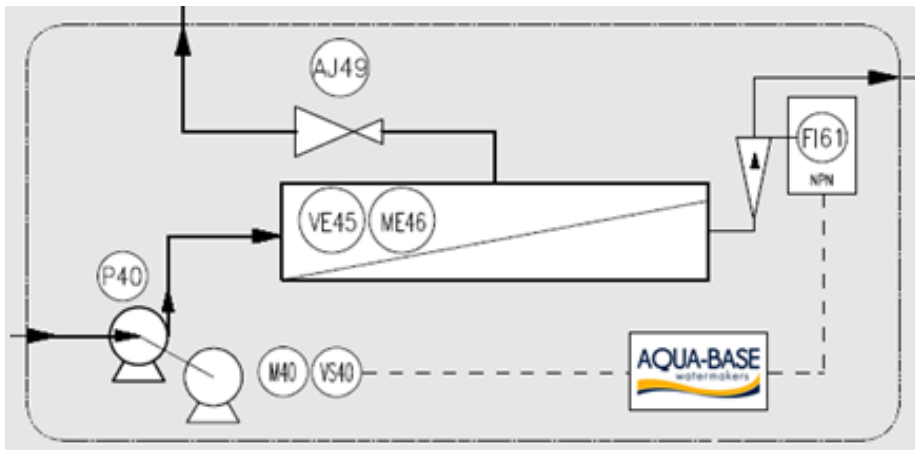 AJ49
FI61
NPN
VE45
ME46
P40
M40
VS40
AQUA-BASE
watermakers